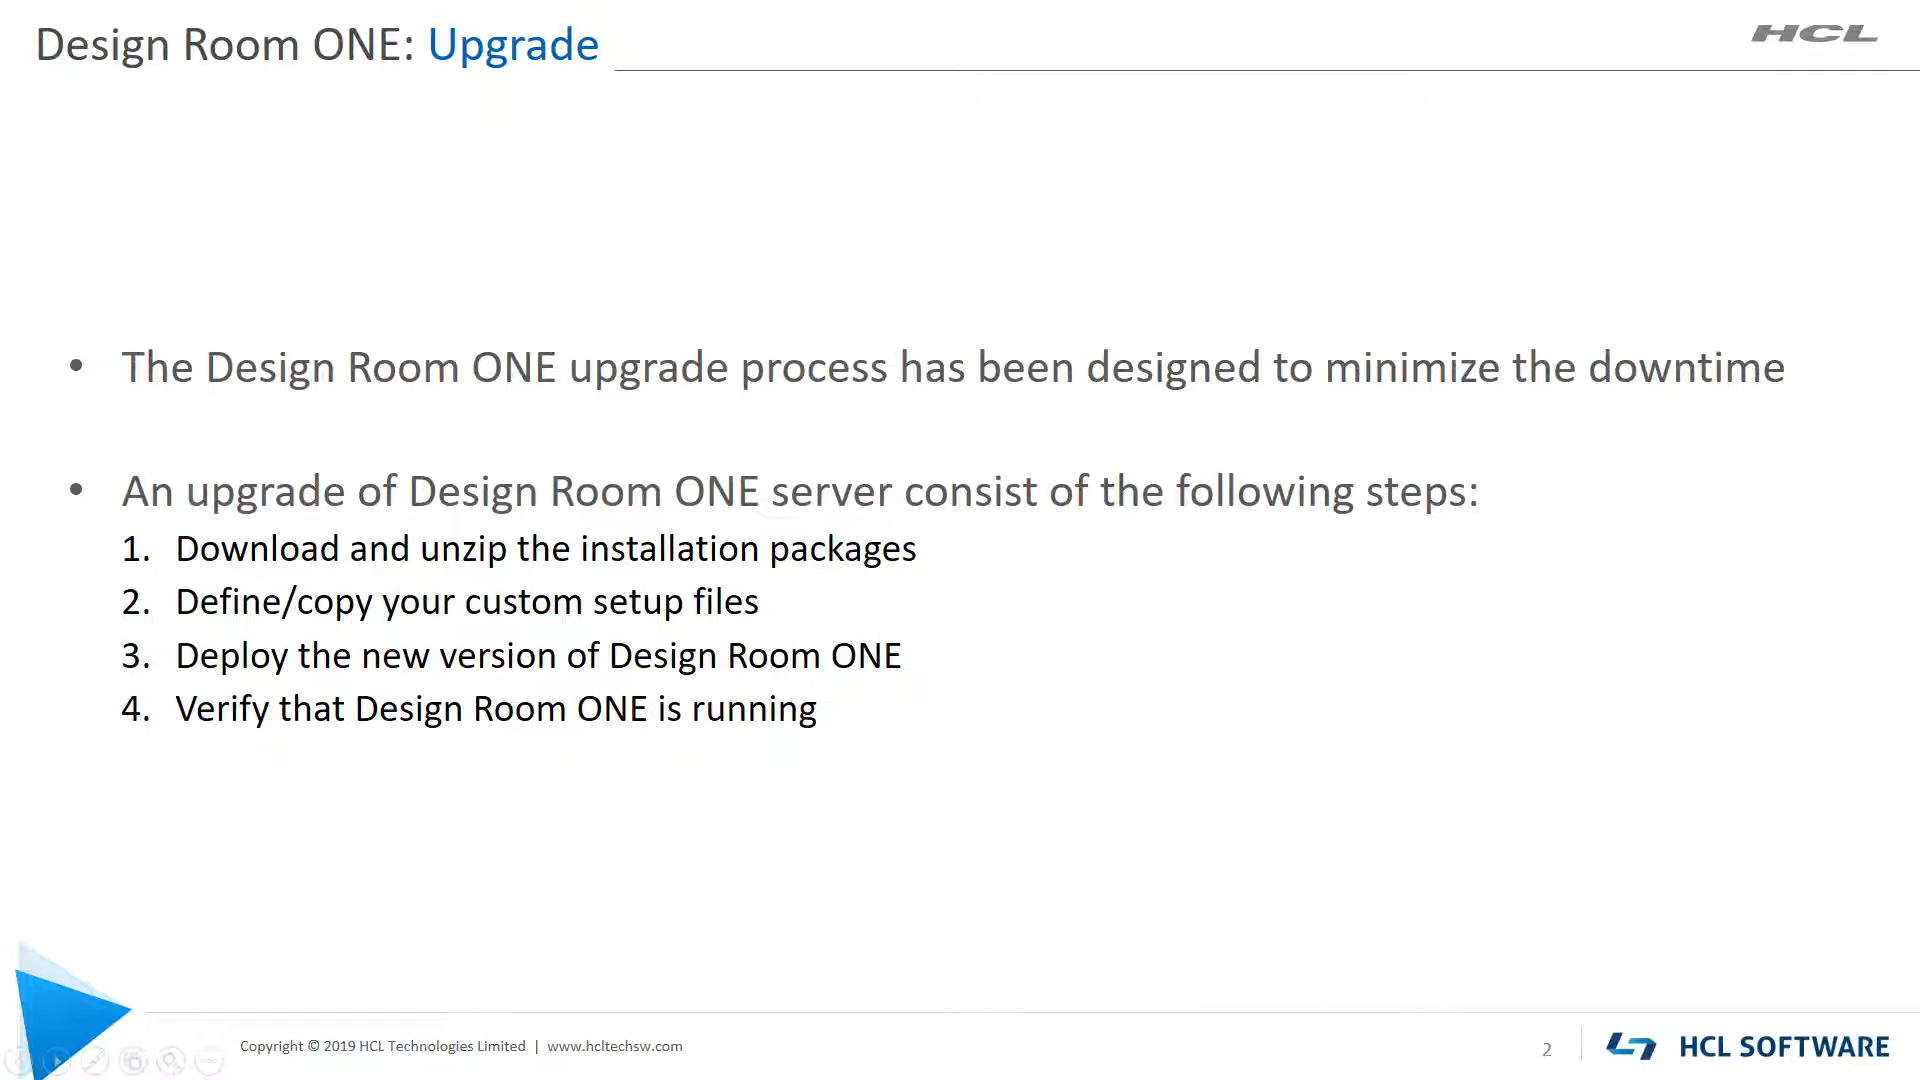 Design Room ONE: Upgrade
HCL
• The Design Room ONE upgrade process has been designed to minimize the downtime
• An upgrade of Design Room ONE server consist of the following steps:
1. Download and unzip the installation packages
2. Define/copy your custom setup files
3. Deploy the new version of Design Room ONE
4. Verify that Design Room ONE is running
Copyright © 2019 HCL Technologies Limited | www.hcltechsw.com
2
HCL SOFTWARE